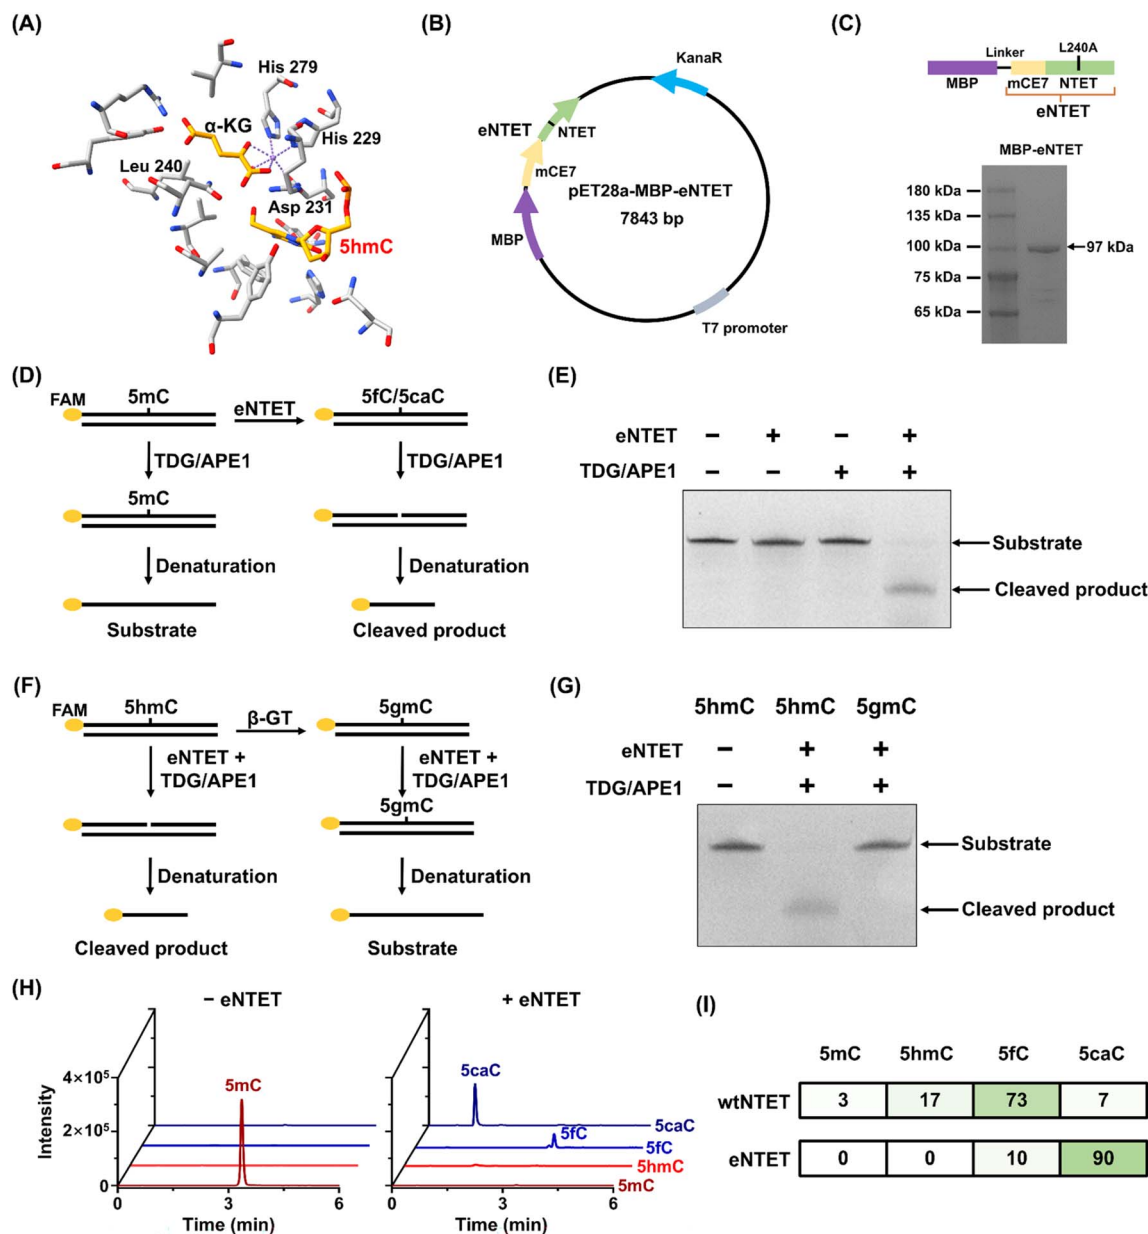 (A)
His 279
α-KG
His 229
Leu 240
Asp 231
5hmC
(B)
KanaR
eNTET
NTET
mCE7
pET28a-MBP-eNTET
7843 bp
MBP
T7 promoter
(C)
L240A
Linker
MBP
mCE7 NTET
eNTET
MBP-eNTET
180 kDa
135 kDa
100 kDa
97 kDa
75 kDa
65 kDa
(D)
FAM 5mC eNTET 5fC/5caC
TDG/APE1 TDG/APE1
5mC
Denaturation Denaturation
Substrate Cleaved product
(E)
eNTET − + − +
TDG/APE1 − − + +
Substrate
Cleaved product
(F)
FAM 5hmC β-GT 5gmC
eNTET + eNTET +
TDG/APE1 TDG/APE1
5gmC
Denaturation Denaturation
Cleaved product Substrate
(G)
5hmC 5hmC 5gmC
eNTET − + +
TDG/APE1 − + +
Substrate
Cleaved product
(H)
− eNTET + eNTET
4×10⁵
2×10⁵
0
Intensity
5mC
0 3 6
Time (min)
5caC
5fC
5caC
5fC
5hmC
5mC
0 3 6
Time (min)
(I)
5mC 5hmC 5fC 5caC
wtNTET 3 17 73 7
eNTET 0 0 10 90